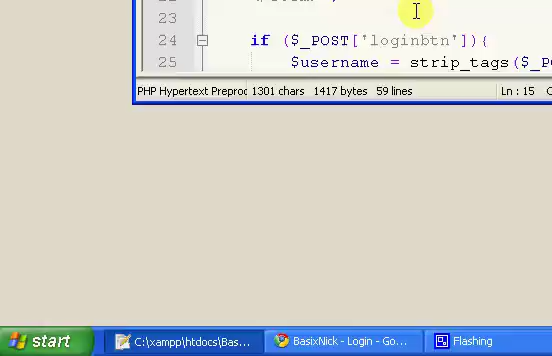 23
24 if ($_POST['loginbtn']){
25 $username = strip_tags($_PO
PHP Hypertext Preproc 1301 chars 1417 bytes 59 lines Ln : 15 C
start C:\xampp\htdocs\Bas... BasixNick - Login - Go... Flashing